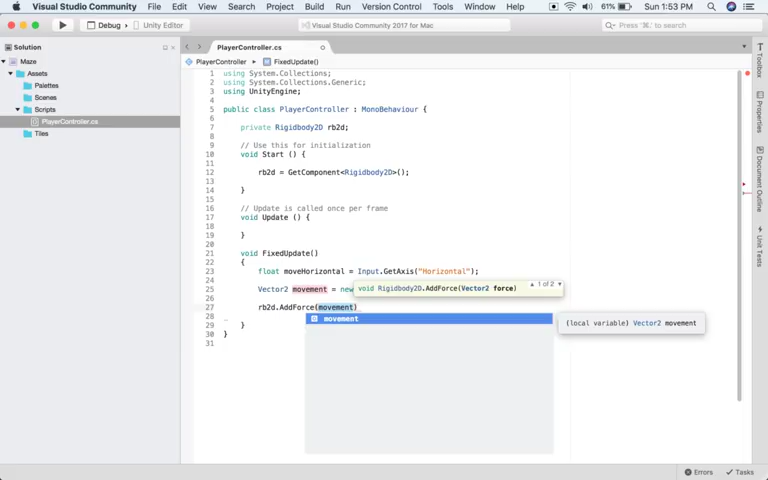 Visual Studio Community File Edit View Search Project Build Run Version Control Tools Window Help 61% Sun 1:53 PM
Debug Unity Editor Visual Studio Community 2017 for Mac Press '⌘.' to search
Solution
Maze
Assets
Palettes
Scenes
Scripts
PlayerController.cs
Tiles
PlayerController.cs
PlayerController FixedUpdate()
1 using System.Collections;
2 using System.Collections.Generic;
3 using UnityEngine;
4
5 public class PlayerController : MonoBehaviour {
6
7 private Rigidbody2D rb2d;
8
9 // Use this for initialization
10 void Start () {
11
12 rb2d = GetComponent<Rigidbody2D>();
13
14 }
15
16 // Update is called once per frame
17 void Update () {
18
19 }
20
21 void FixedUpdate()
22 {
23 float moveHorizontal = Input.GetAxis("Horizontal");
24
25 Vector2 movement = new
26
27 rb2d.AddForce(movement)
28
29 }
30 }
31
1 of 2
void Rigidbody2D.AddForce(Vector2 force)
movement
(local variable) Vector2 movement
Toolbox
Properties
Document Outline
Unit Tests
Errors Tasks